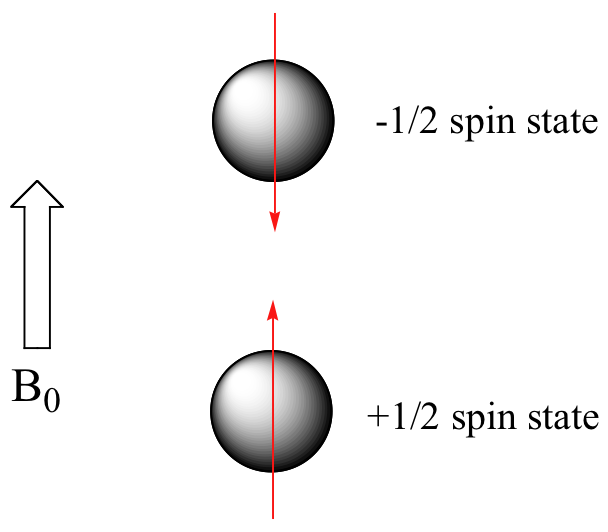 -1/2 spin state
B₀
+1/2 spin state